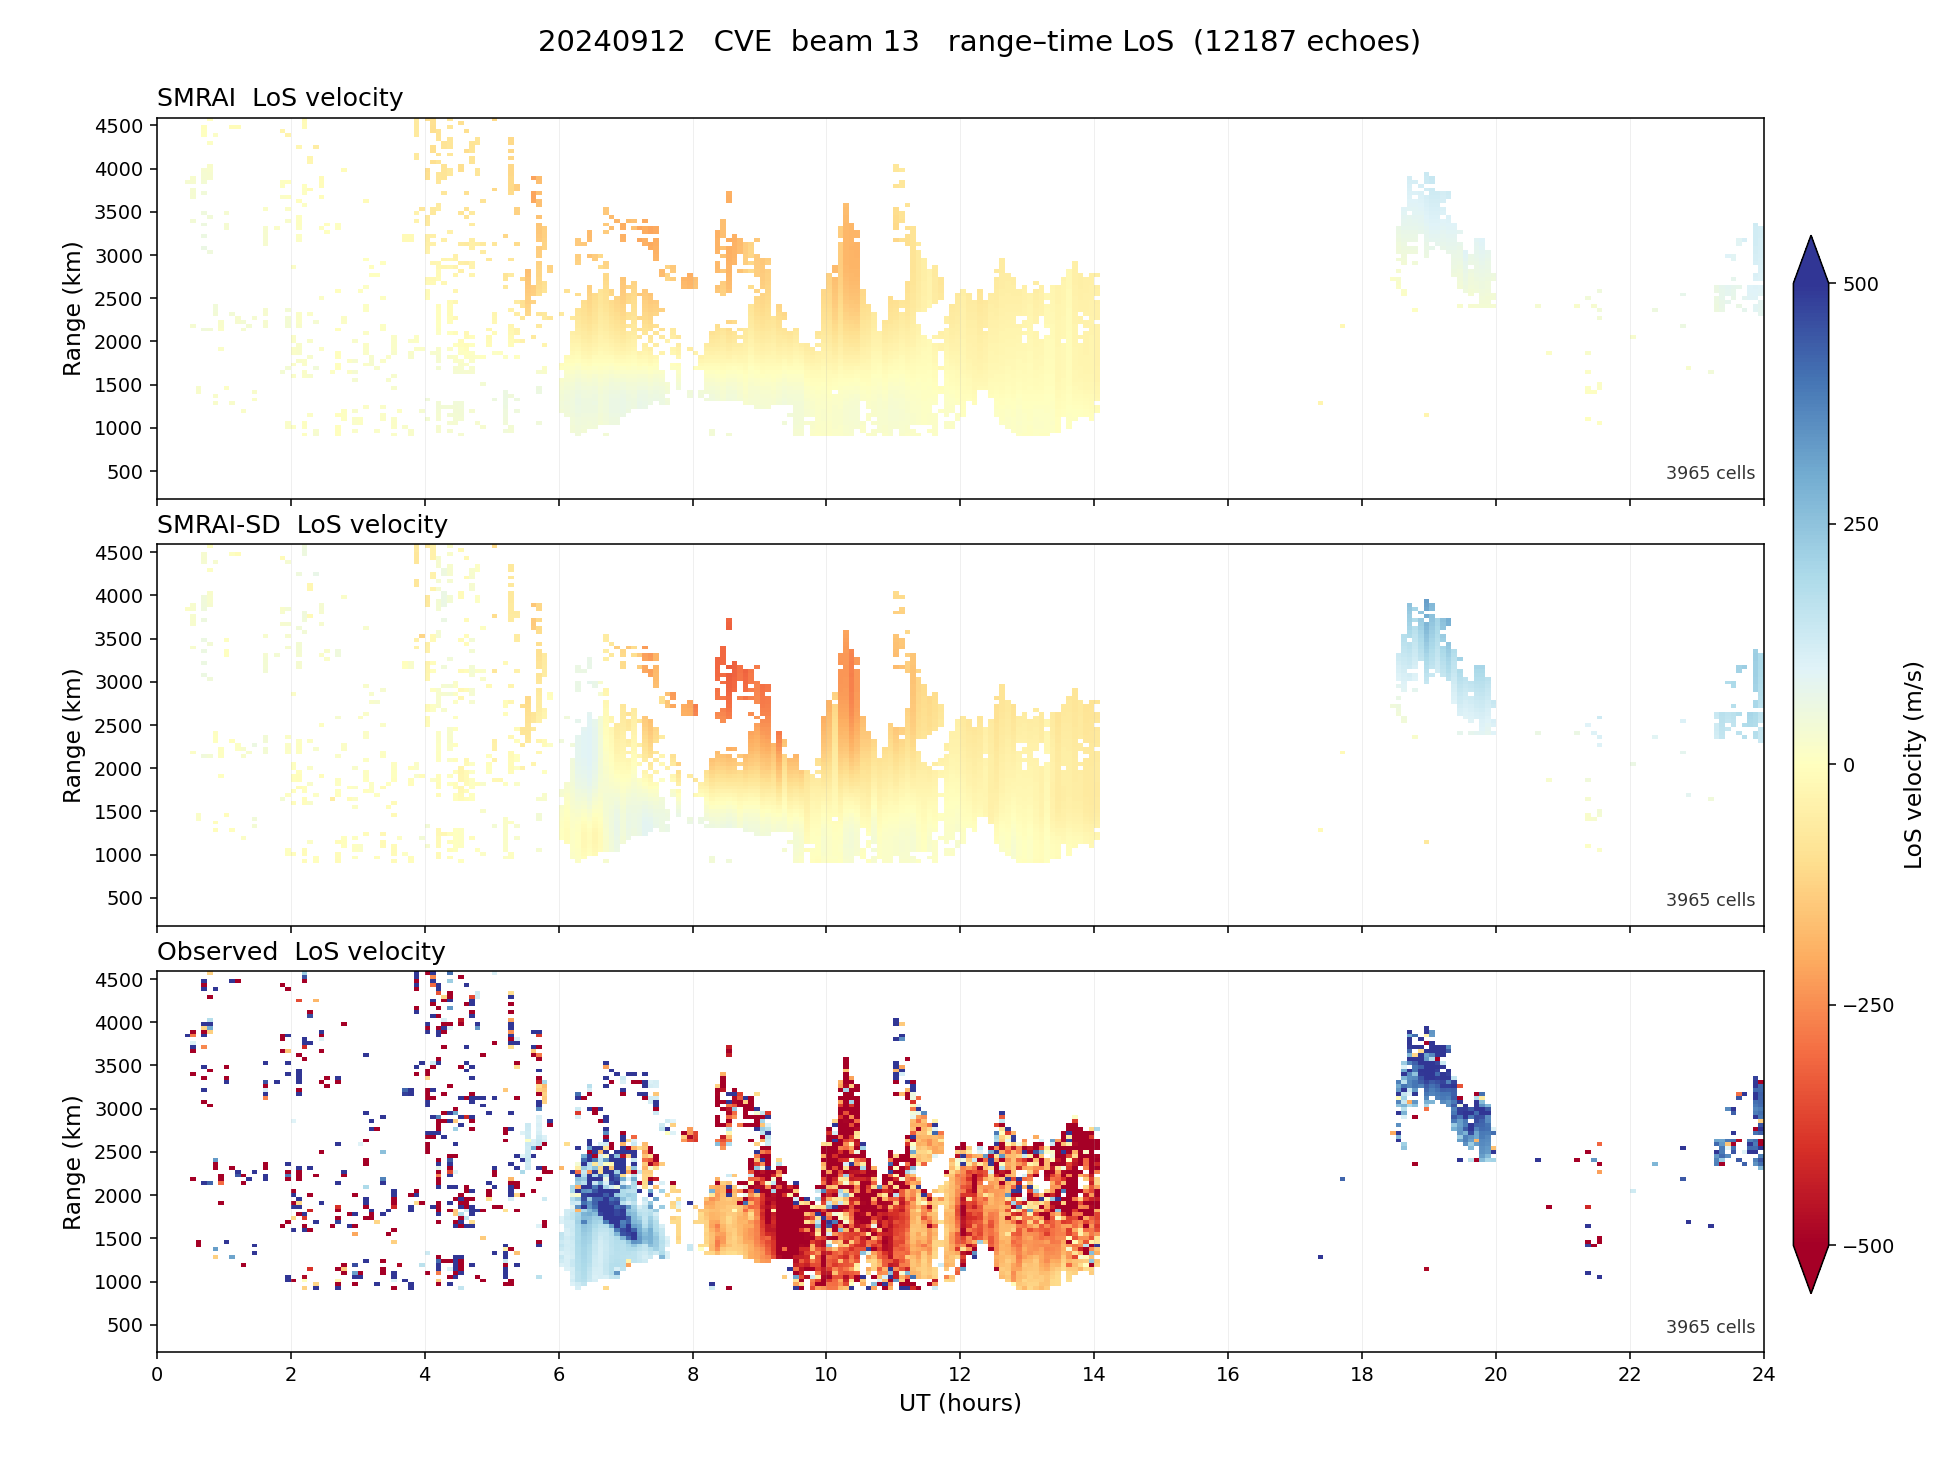 20240912   CVE  beam 13   range–time LoS  (12187 echoes)
SMRAI  LoS velocity
4500
4000
3500
3000
2500
2000
1500
1000
500
Range (km)
3965 cells
SMRAI-SD  LoS velocity
4500
4000
3500
3000
2500
2000
1500
1000
500
Range (km)
3965 cells
Observed  LoS velocity
4500
4000
3500
3000
2500
2000
1500
1000
500
Range (km)
3965 cells
0 2 4 6 8 10 12 14 16 18 20 22 24
UT (hours)
500
250
0
−250
−500
LoS velocity (m/s)